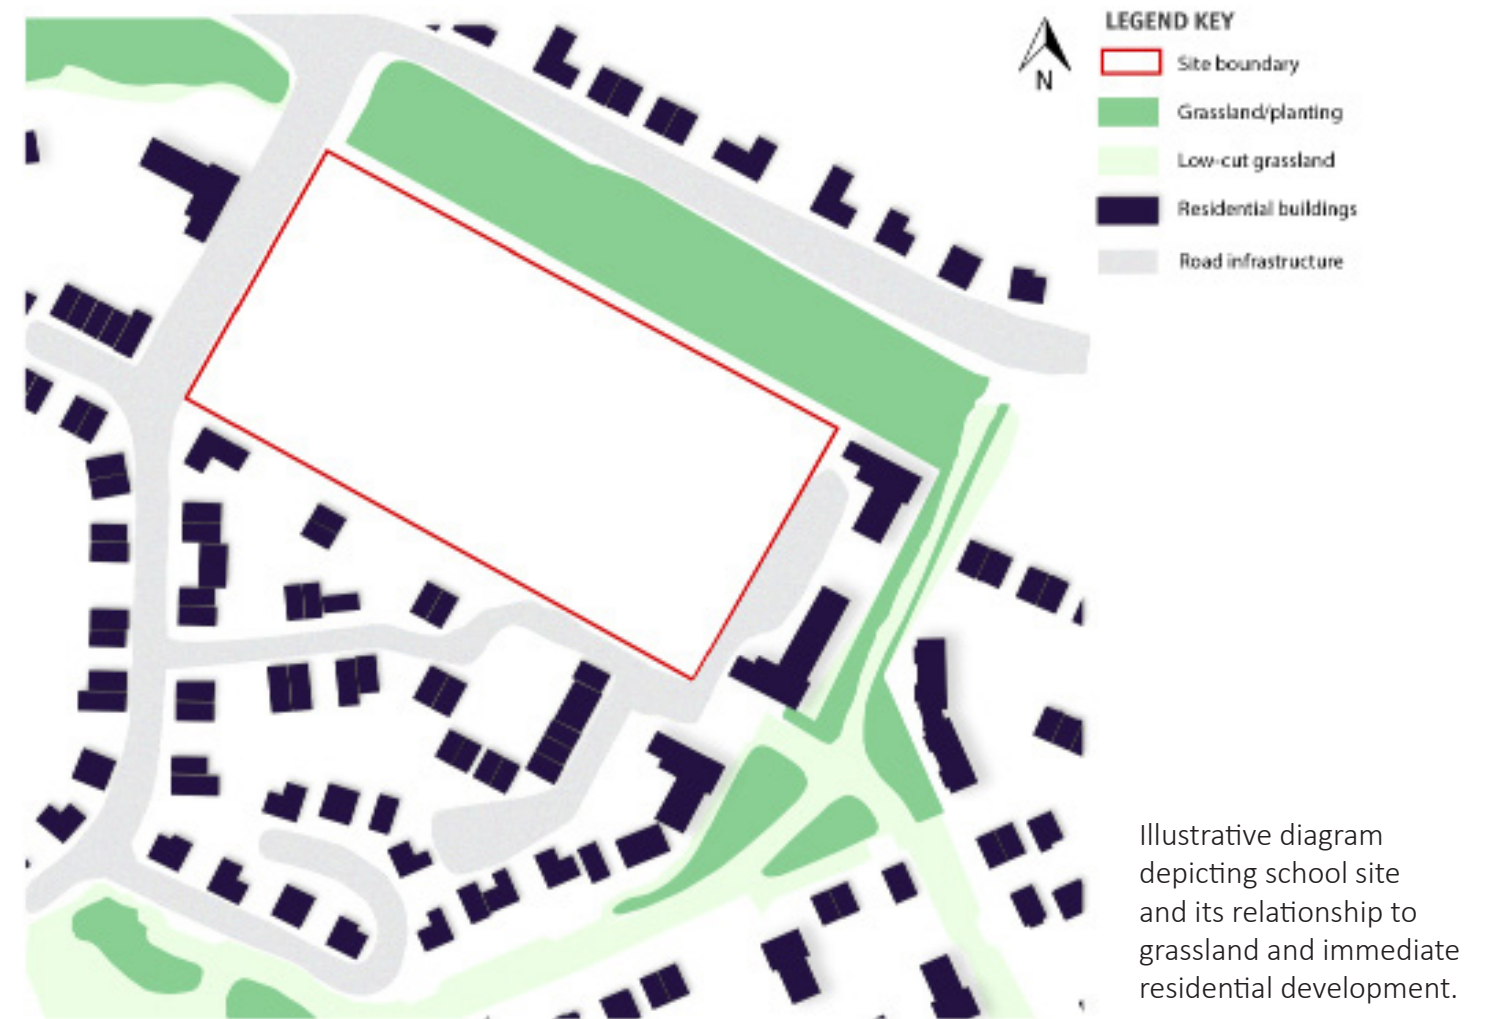 LEGEND KEY
Site boundary
Grassland/planting
Low-cut grassland
Residential buildings
Road infrastructure
N
Illustrative diagram
depicting school site
and its relationship to
grassland and immediate
residential development.